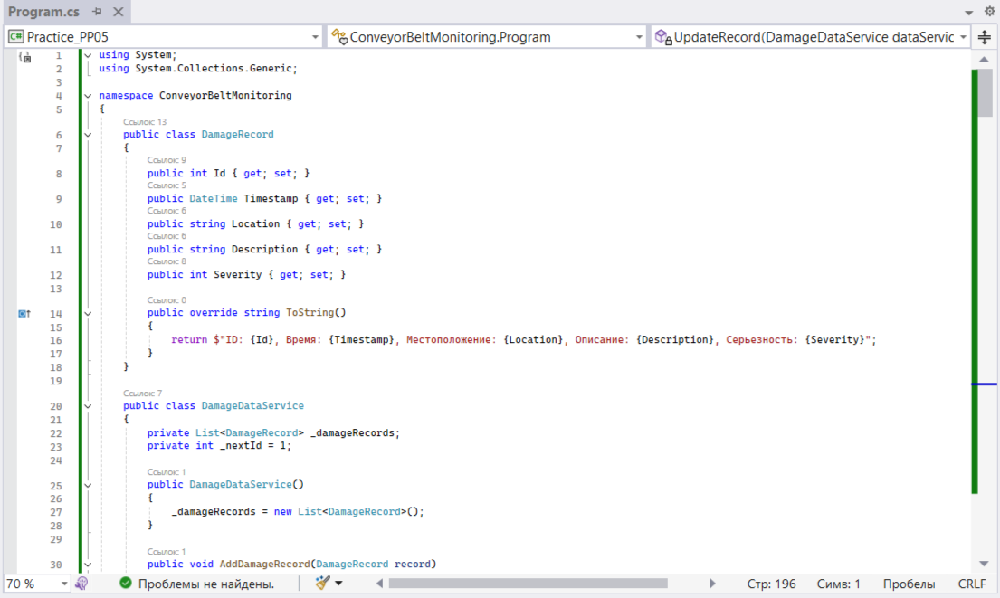 Program.cs
C# Practice_PP05
ConveyorBeltMonitoring.Program
UpdateRecord(DamageDataService dataServic
1 using System;
2 using System.Collections.Generic;
3
4 namespace ConveyorBeltMonitoring
5 {
Ссылок: 13
6 public class DamageRecord
7 {
Ссылок: 9
8 public int Id { get; set; }
Ссылок: 5
9 public DateTime Timestamp { get; set; }
Ссылок: 6
10 public string Location { get; set; }
Ссылок: 6
11 public string Description { get; set; }
Ссылок: 8
12 public int Severity { get; set; }
13
Ссылок: 0
14 public override string ToString()
15 {
16 return $"ID: {Id}, Время: {Timestamp}, Местоположение: {Location}, Описание: {Description}, Серьезность: {Severity}";
17 }
18 }
19
Ссылок: 7
20 public class DamageDataService
21 {
22 private List<DamageRecord> _damageRecords;
23 private int _nextId = 1;
24
Ссылок: 1
25 public DamageDataService()
26 {
27 _damageRecords = new List<DamageRecord>();
28 }
29
Ссылок: 1
30 public void AddDamageRecord(DamageRecord record)
70 %
Проблемы не найдены.
Стр: 196
Симв: 1
Пробелы
CRLF